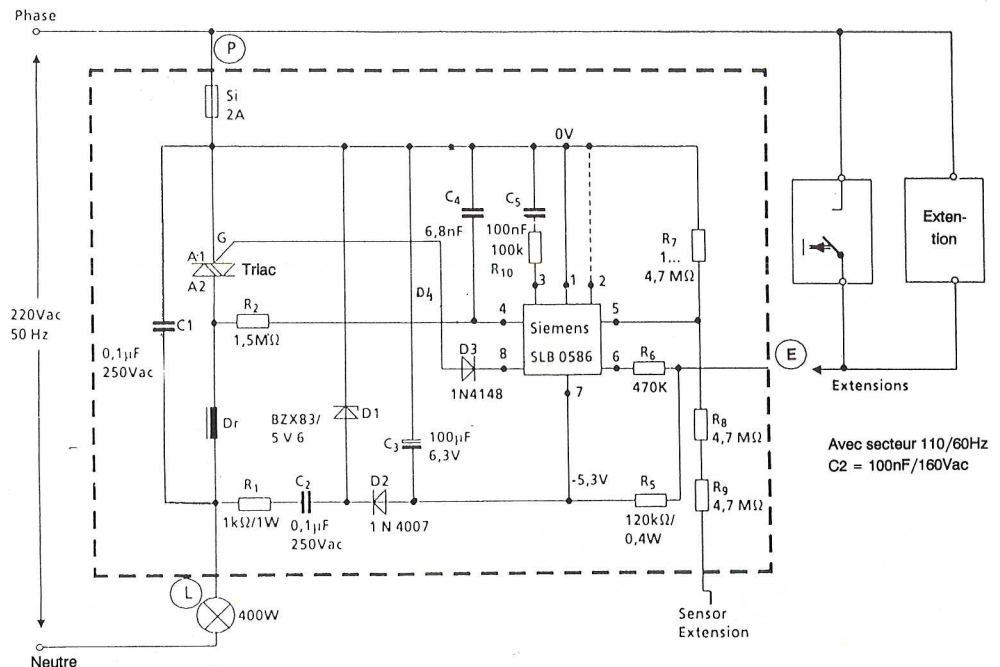 Phase
P
Si
2A
0V
C4
6,8nF
C5
100nF
100k
R10
R7
1...
4,7 MΩ
Exten-
tion
G
A1
A2
Triac
D4
3
1
2
220Vac
50 Hz
C1
0,1µF
250Vac
R2
1,5MΩ
4
Siemens
SLB 0586
5
D3
1N4148
8
6
R6
470K
7
E
Extensions
Dr
BZX83/
5 V 6
D1
C3
100µF
6,3V
R8
4,7 MΩ
Avec secteur 110/60Hz
C2 = 100nF/160Vac
R1
1kΩ/1W
C2
0,1µF
250Vac
D2
1 N 4007
-5,3V
R5
120kΩ/
0,4W
R9
4,7 MΩ
L
400W
Sensor
Extension
Neutre